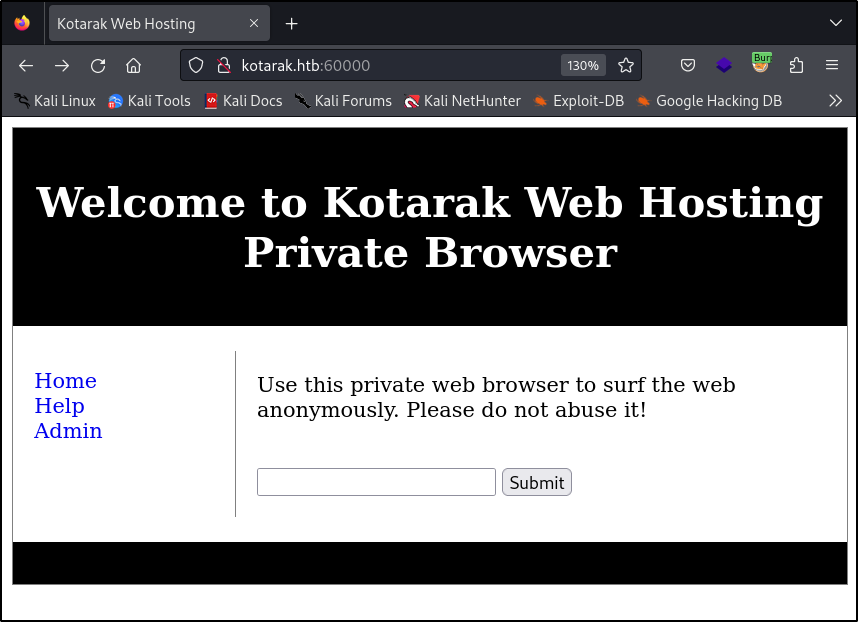 Kotarak Web Hosting
kotarak.htb:60000
130%
Bur
Kali Linux
Kali Tools
Kali Docs
Kali Forums
Kali NetHunter
Exploit-DB
Google Hacking DB
Welcome to Kotarak Web Hosting
Private Browser
Home
Help
Admin
Use this private web browser to surf the web
anonymously. Please do not abuse it!
Submit